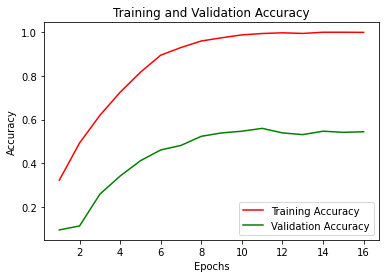 Training and Validation Accuracy
Accuracy
1.0
0.8
0.6
0.4
0.2
Training Accuracy
Validation Accuracy
2 4 6 8 10 12 14 16
Epochs